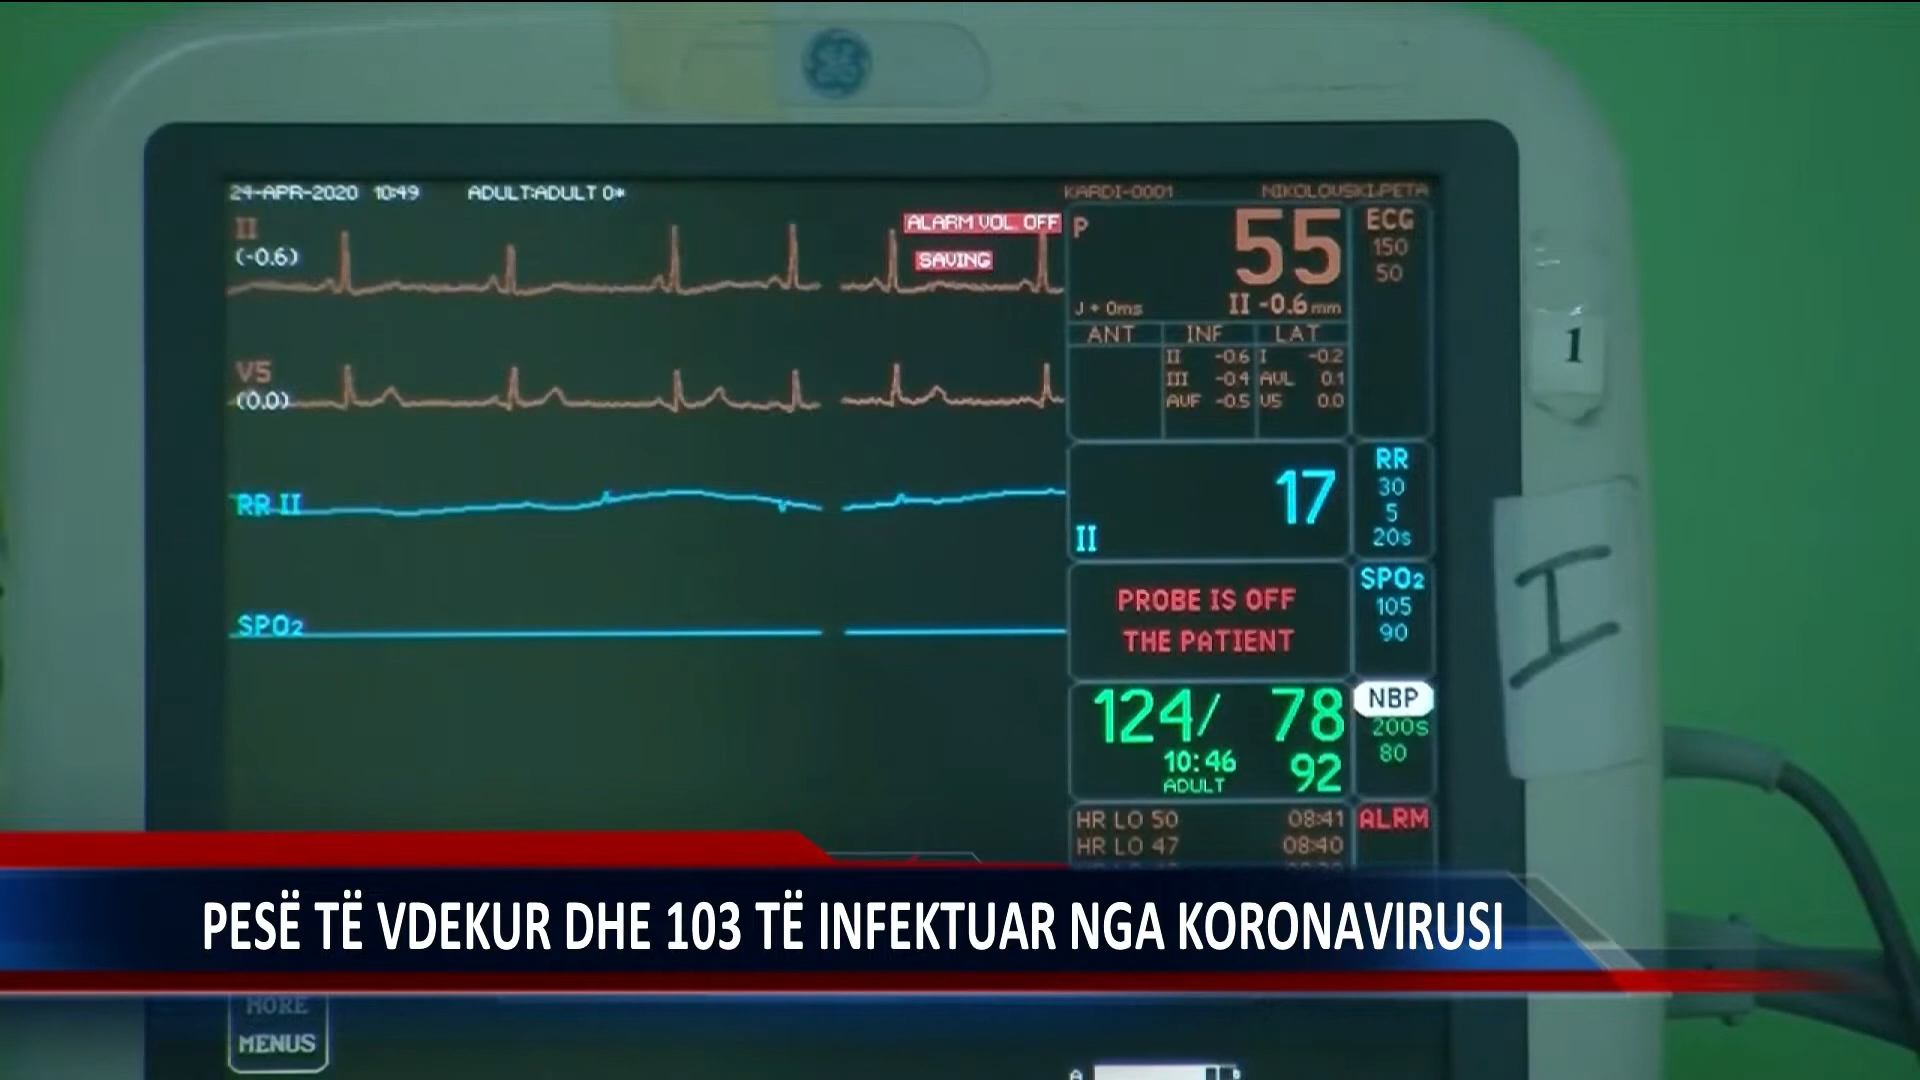 24-APR-2020 10:49 ADULT:ADULT 0*
KARDI-0001 NIKOLOVSKI.PETA
II
(-0.6)
ALARM VOL OFF
SAVING
P 55
J + 0ms II -0.6 mm
ECG
150
50
ANT INF LAT
II -0.6 I -0.2
III -0.4 AVL 0.1
AVF -0.5 V5 0.0
V5
(0.0)
1
RR II
17
II
RR
30
5
20s
SPO2
PROBE IS OFF
THE PATIENT
SPO2
105
90
I
124/ 78
10:46 92
ADULT
NBP
200s
80
HR LO 50 08:41
HR LO 47 08:40
ALRM
PESË TË VDEKUR DHE 103 TË INFEKTUAR NGA KORONAVIRUSI
MORE
MENUS